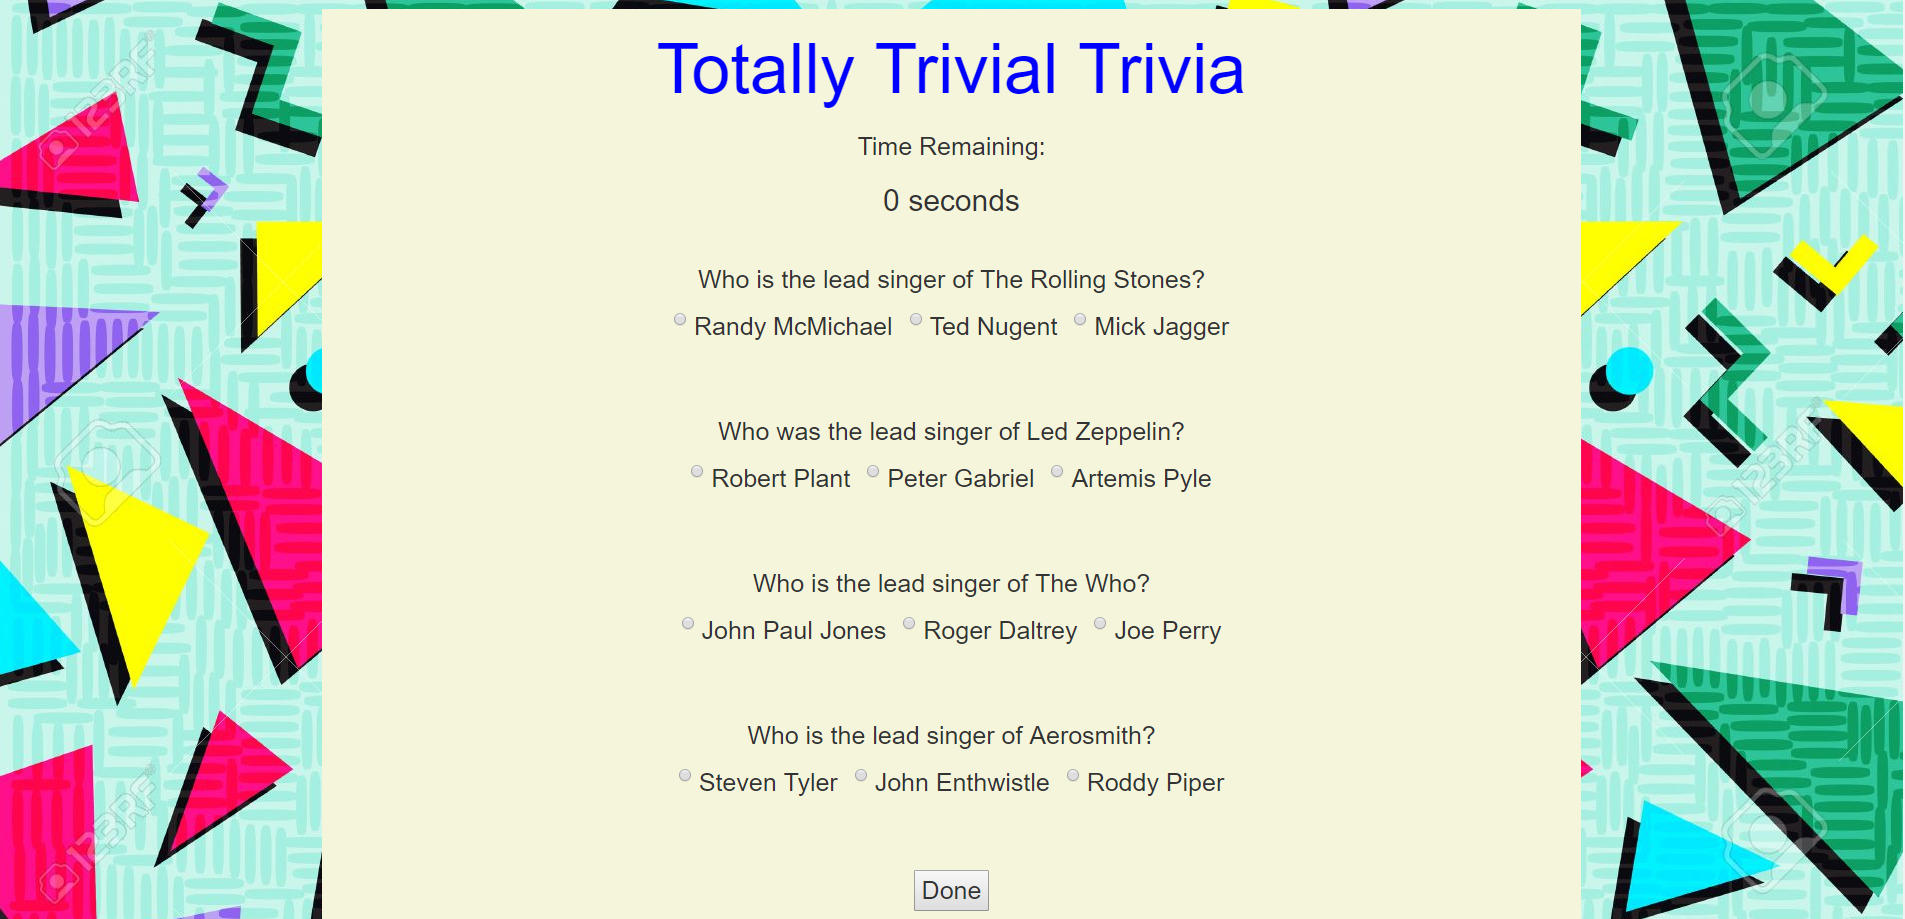 Totally Trivial Trivia
Time Remaining:
0 seconds
Who is the lead singer of The Rolling Stones?
Randy McMichael Ted Nugent Mick Jagger
Who was the lead singer of Led Zeppelin?
Robert Plant Peter Gabriel Artemis Pyle
Who is the lead singer of The Who?
John Paul Jones Roger Daltrey Joe Perry
Who is the lead singer of Aerosmith?
Steven Tyler John Enthwistle Roddy Piper
Done
123RF
123RF
123RF